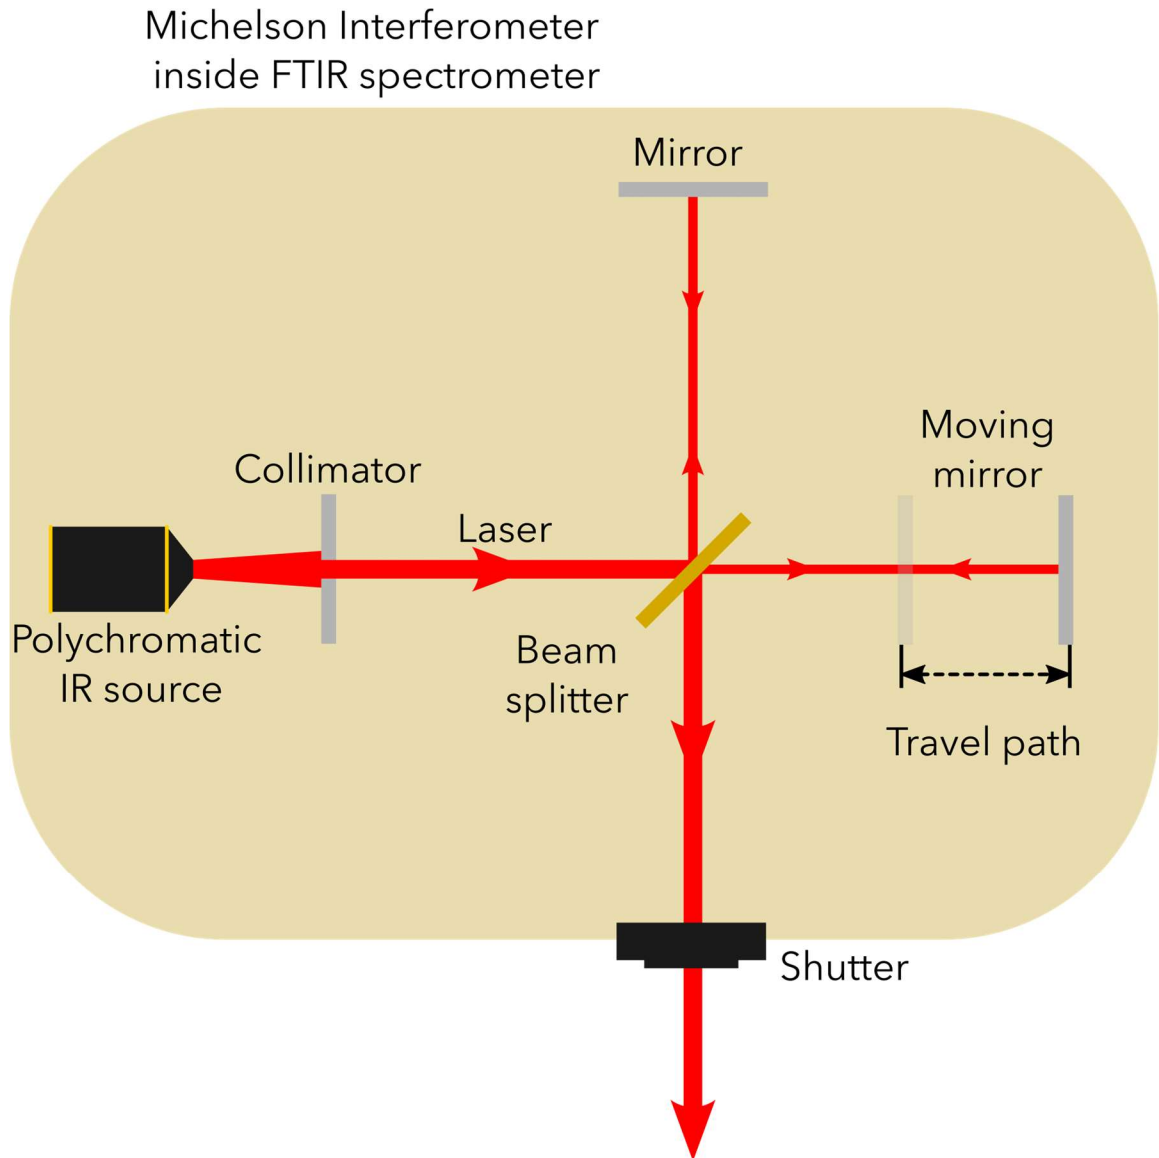 Michelson Interferometer
inside FTIR spectrometer
Mirror
Moving
mirror
Collimator
Laser
Polychromatic
IR source
Beam
splitter
Travel path
Shutter